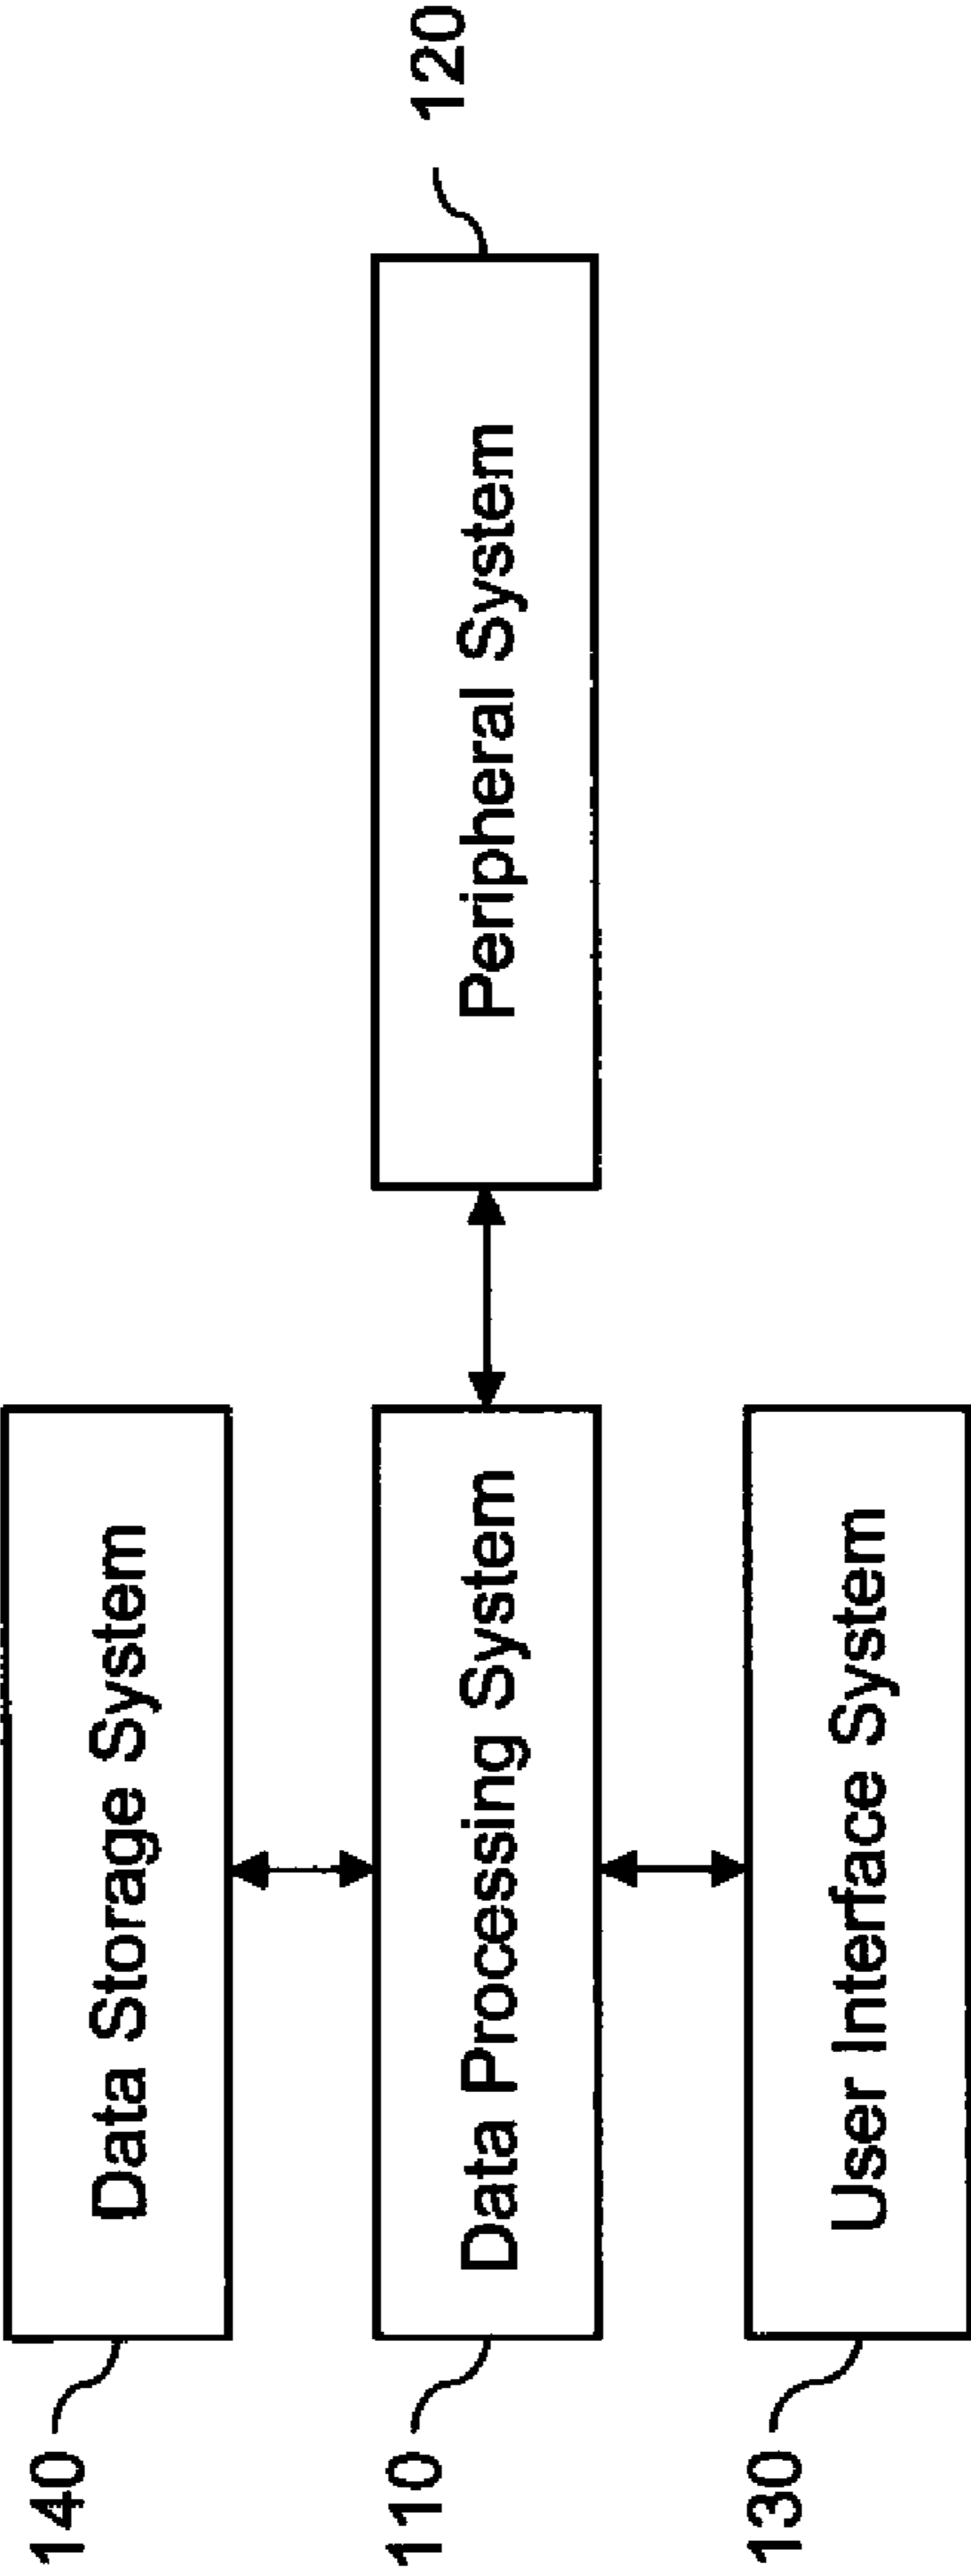 140
Data Storage System
110
Data Processing System
Peripheral System
120
130
User Interface System